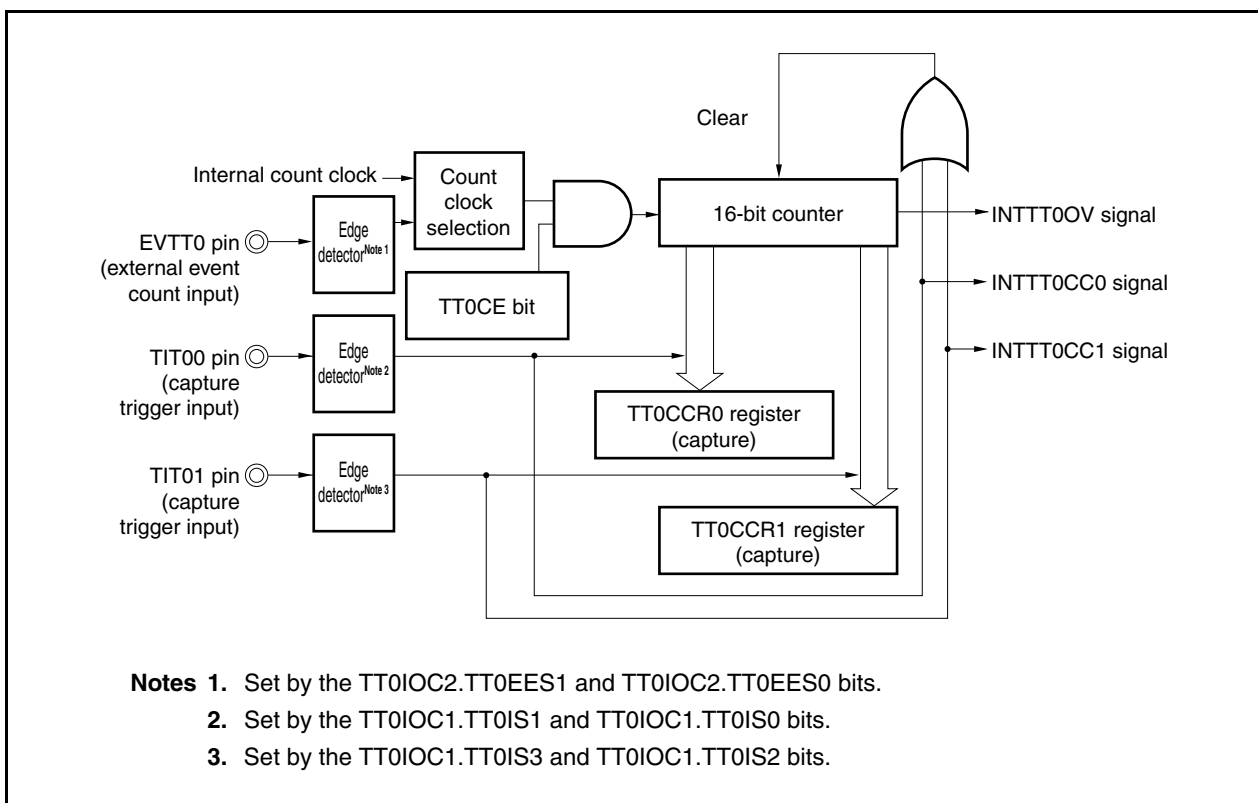 Clear
Internal count clock
Count
clock
selection
16-bit counter
INTTT0OV signal
Edge
detectorNote 1
EVTT0 pin
(external event
count input)
TT0CE bit
INTTT0CC0 signal
TIT00 pin
(capture
trigger input)
Edge
detectorNote 2
INTTT0CC1 signal
TT0CCR0 register
(capture)
TIT01 pin
(capture
trigger input)
Edge
detectorNote 3
TT0CCR1 register
(capture)
Notes 1. Set by the TT0IOC2.TT0EES1 and TT0IOC2.TT0EES0 bits.
2. Set by the TT0IOC1.TT0IS1 and TT0IOC1.TT0IS0 bits.
3. Set by the TT0IOC1.TT0IS3 and TT0IOC1.TT0IS2 bits.